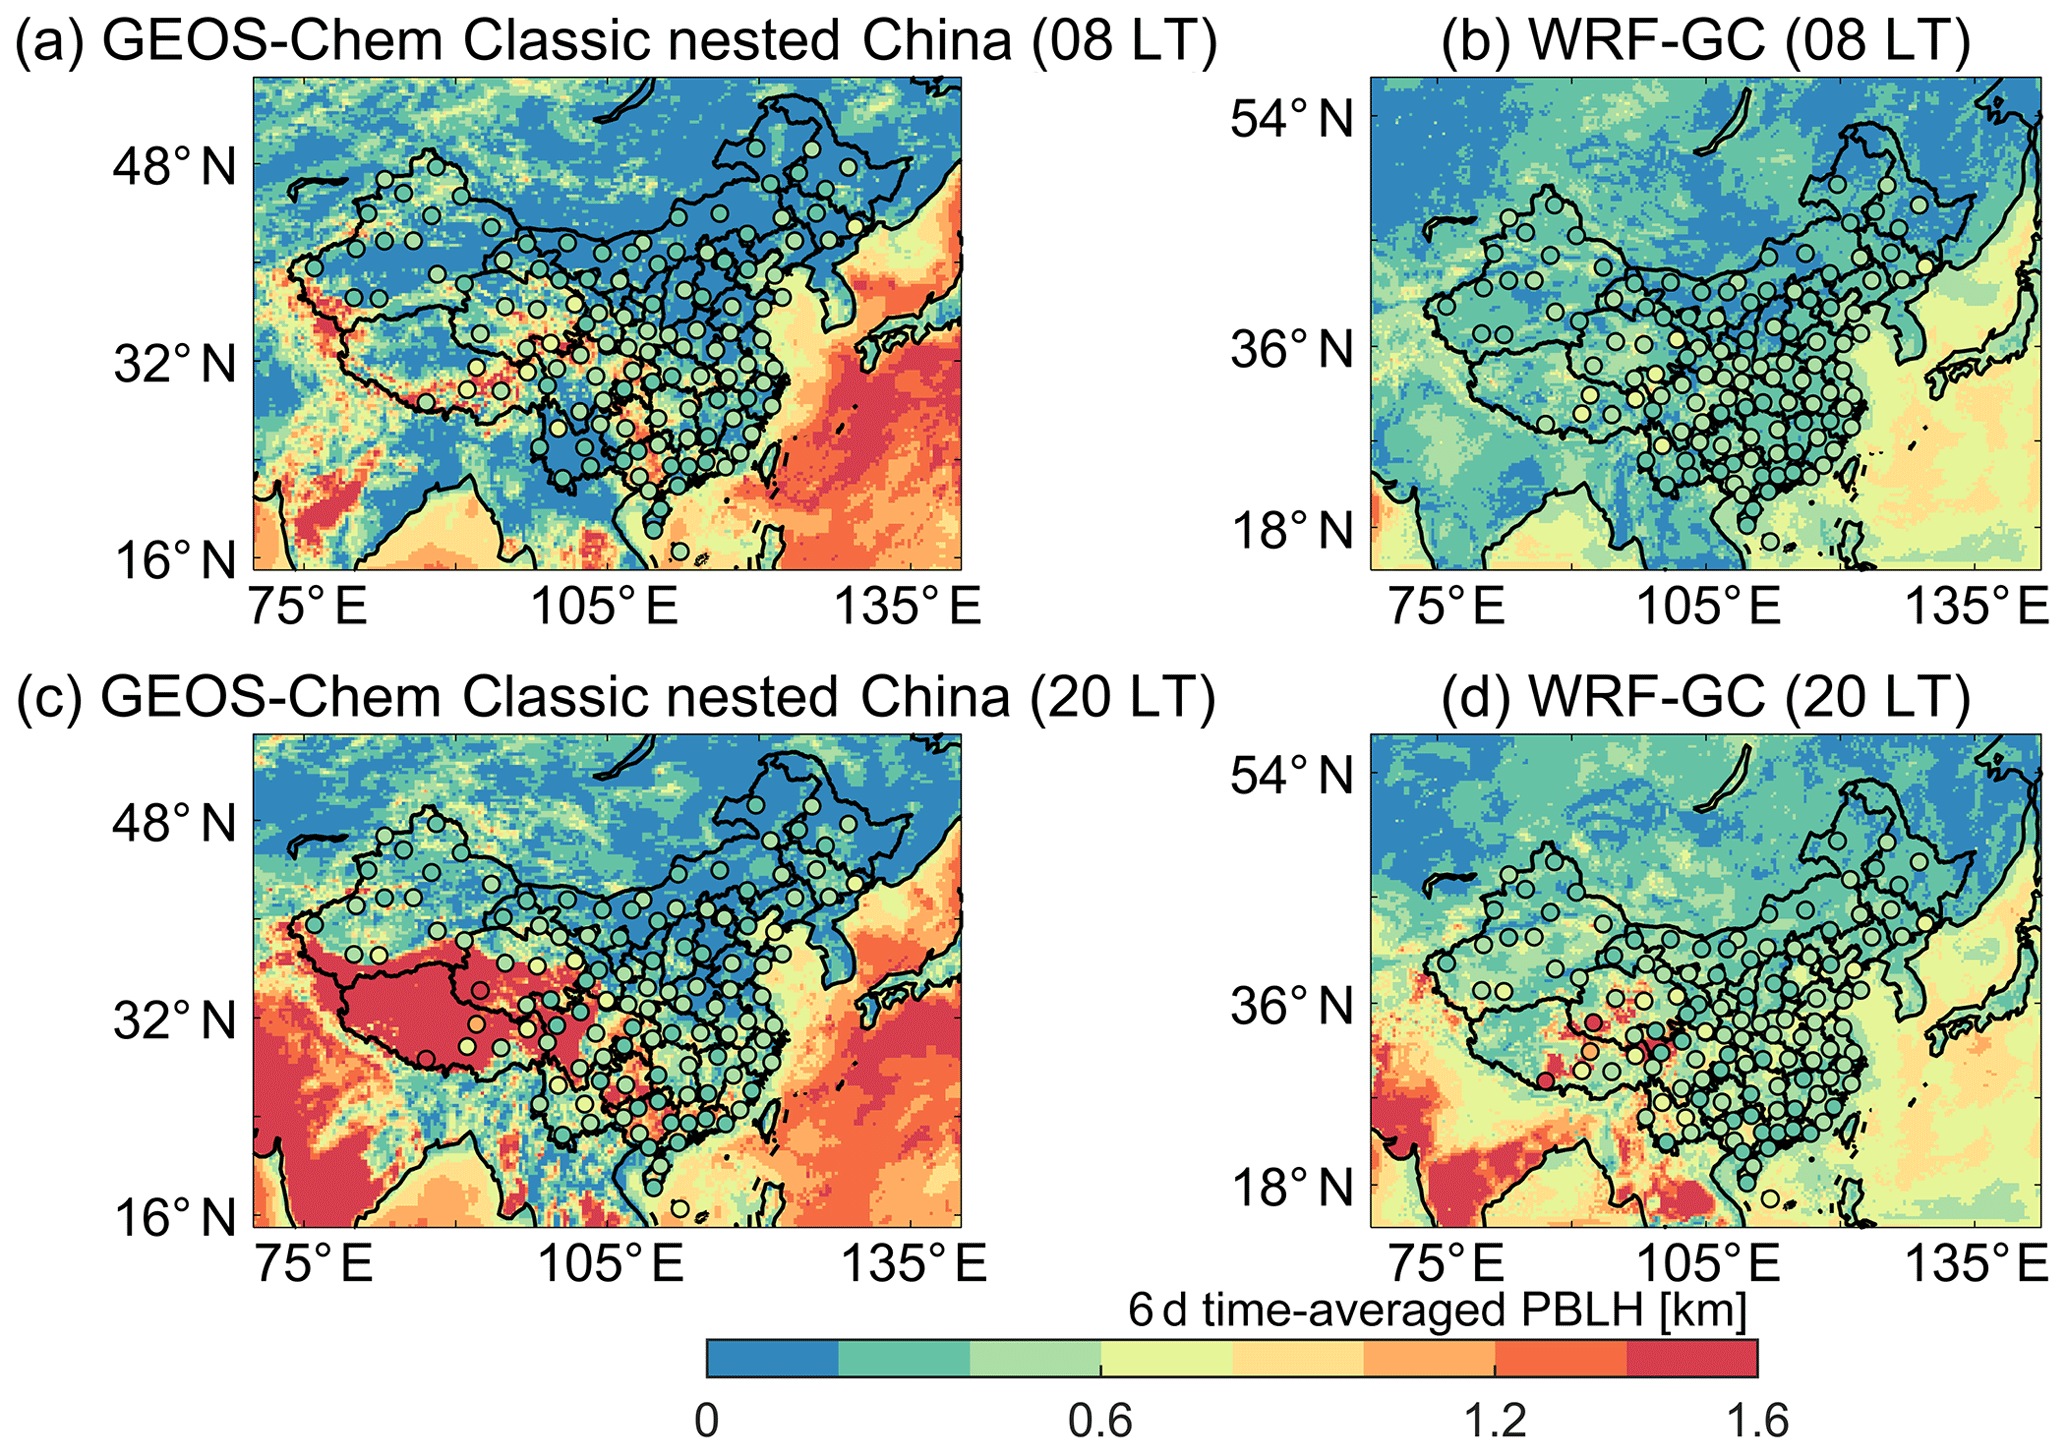 (a) GEOS-Chem Classic nested China (08 LT)
(b) WRF-GC (08 LT)
48°N
32°N
16°N
75°E 105°E 135°E
54°N
36°N
18°N
75°E 105°E 135°E
(c) GEOS-Chem Classic nested China (20 LT)
(d) WRF-GC (20 LT)
48°N
32°N
16°N
75°E 105°E 135°E
54°N
36°N
18°N
75°E 105°E 135°E
6 d time-averaged PBLH [km]
0 0.6 1.2 1.6